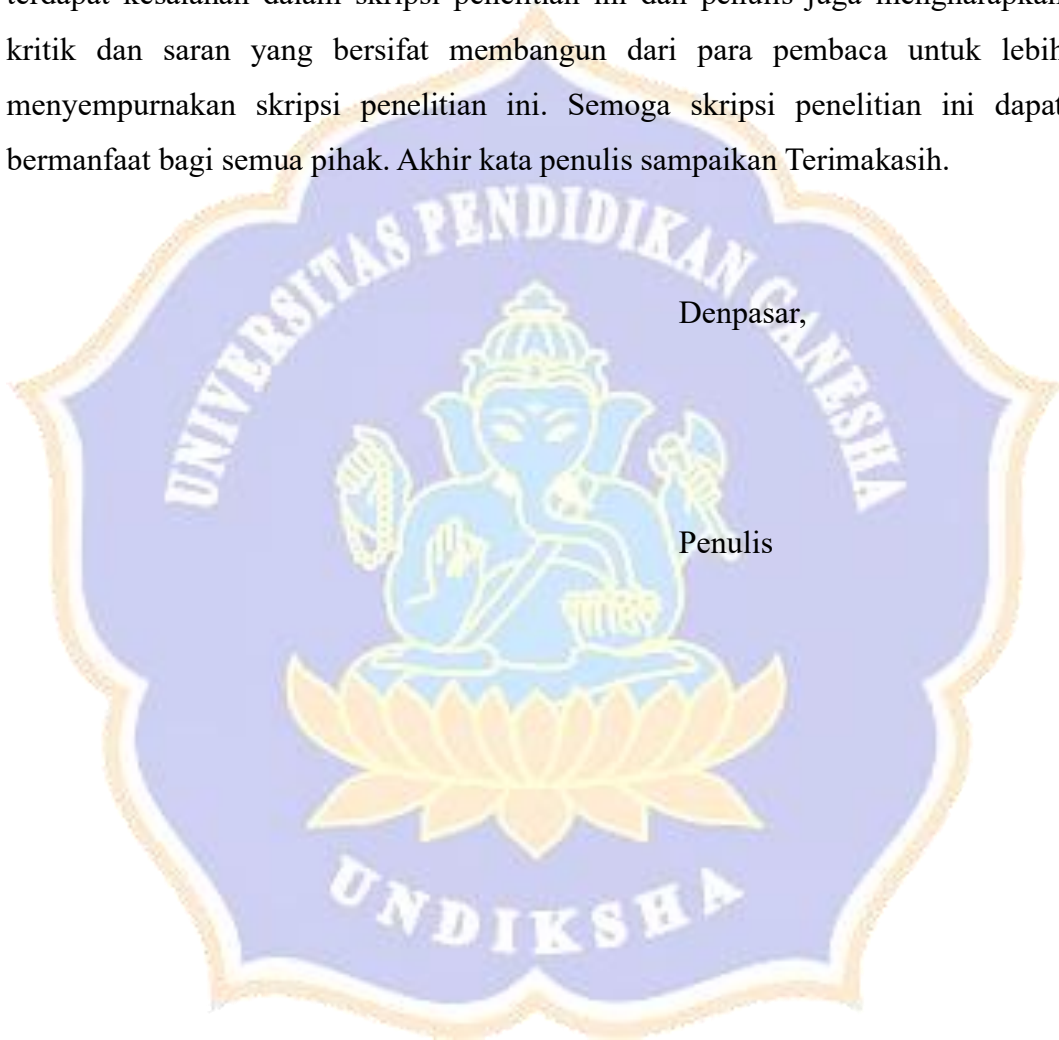 terdapat kesalahan dalam skripsi penelitian ini dan penulis juga mengharapkan
kritik dan saran yang bersifat membangun dari para pembaca untuk lebih
menyempurnakan skripsi penelitian ini. Semoga skripsi penelitian ini dapat
bermanfaat bagi semua pihak. Akhir kata penulis sampaikan Terimakasih.
UNIVERSITAS PENDIDIKAN GANESHA
Denpasar,
Penulis
UNDIKSHA